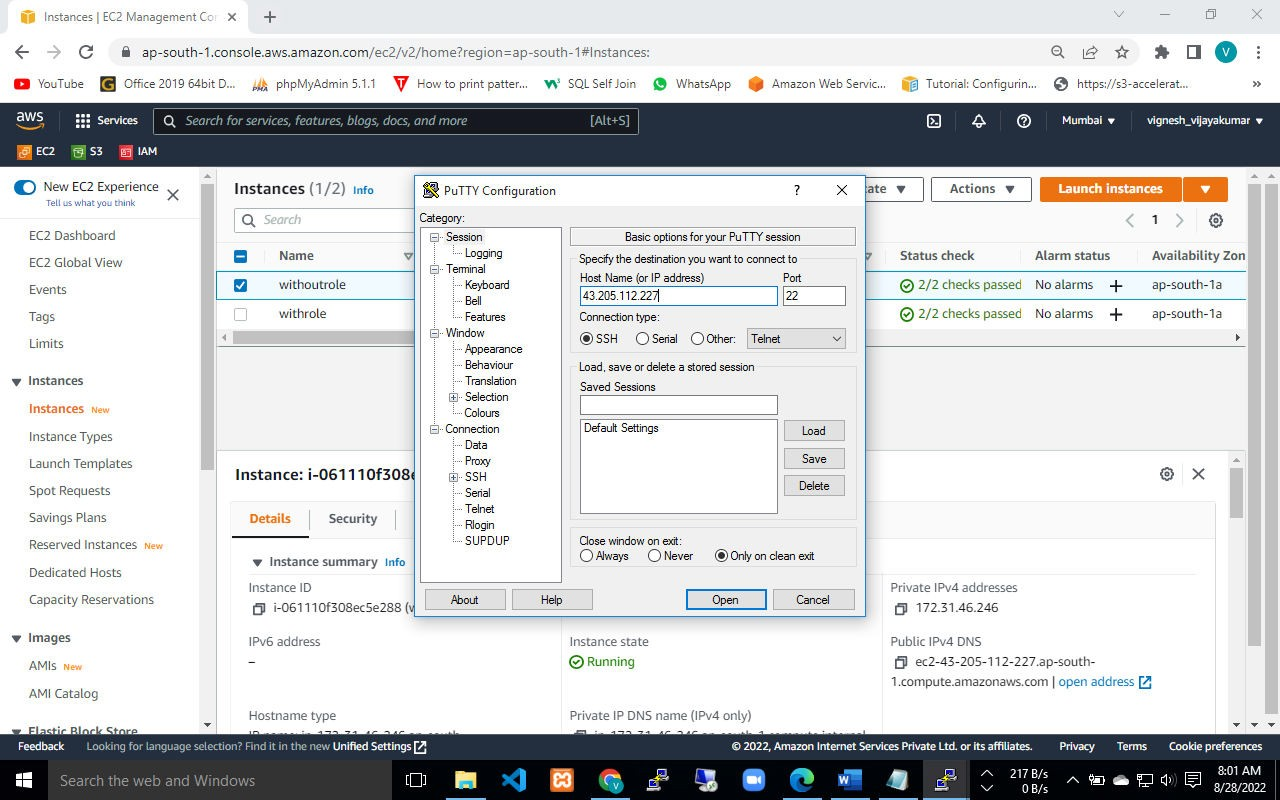 Instances | EC2 Management Con
ap-south-1.console.aws.amazon.com/ec2/v2/home?region=ap-south-1#Instances:
V
YouTube
Office 2019 64bit D...
phpMyAdmin 5.1.1
How to print patter...
SQL Self Join
WhatsApp
Amazon Web Servic...
Tutorial: Configurin...
https://s3-accelerat...
»
aws
Services
Search for services, features, blogs, docs, and more
[Alt+S]
Mumbai
vignesh_vijayakumar
EC2
S3
IAM
New EC2 Experience
Tell us what you think
EC2 Dashboard
EC2 Global View
Events
Tags
Limits
Instances
Instances New
Instance Types
Launch Templates
Spot Requests
Savings Plans
Reserved Instances New
Dedicated Hosts
Capacity Reservations
Images
AMIs New
AMI Catalog
Elastic Block Store
Instances (1/2) Info
ate
Actions
Launch instances
Search
1
Name
Status check
Alarm status
Availability Zon
withoutrole
2/2 checks passed
No alarms +
ap-south-1a
withrole
2/2 checks passed
No alarms +
ap-south-1a
PuTTY Configuration
?
Category:
Session
Logging
Terminal
Keyboard
Bell
Features
Window
Appearance
Behaviour
Translation
Selection
Colours
Connection
Data
Proxy
SSH
Serial
Telnet
Rlogin
SUPDUP
Basic options for your PuTTY session
Specify the destination you want to connect to
Host Name (or IP address)
Port
43.205.112.227
22
Connection type:
SSH
Serial
Other:
Telnet
Load, save or delete a stored session
Saved Sessions
Default Settings
Load
Save
Delete
Close window on exit:
Always
Never
Only on clean exit
About
Help
Open
Cancel
Instance: i-061110f308e
Details
Security
Instance summary Info
Instance ID
i-061110f308ec5e288 (w
Private IPv4 addresses
172.31.46.246
IPv6 address
–
Instance state
Running
Public IPv4 DNS
ec2-43-205-112-227.ap-south-
1.compute.amazonaws.com | open address
Hostname type
Private IP DNS name (IPv4 only)
Feedback
Looking for language selection? Find it in the new Unified Settings
© 2022, Amazon Internet Services Private Ltd. or its affiliates.
Privacy
Terms
Cookie preferences
Search the web and Windows
217 B/s
0 B/s
8:01 AM
8/28/2022